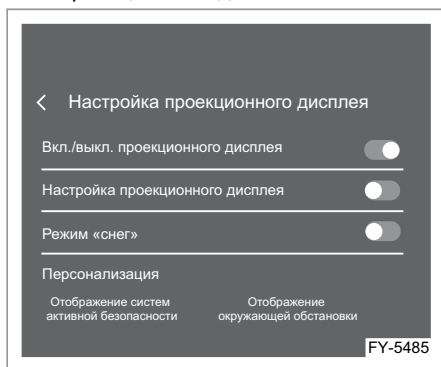 Настройка проекционного дисплея
Вкл./выкл. проекционного дисплея
Настройка проекционного дисплея
Режим «снег»
Персонализация
Отображение систем
активной безопасности
Отображение
окружающей обстановки
FY-5485